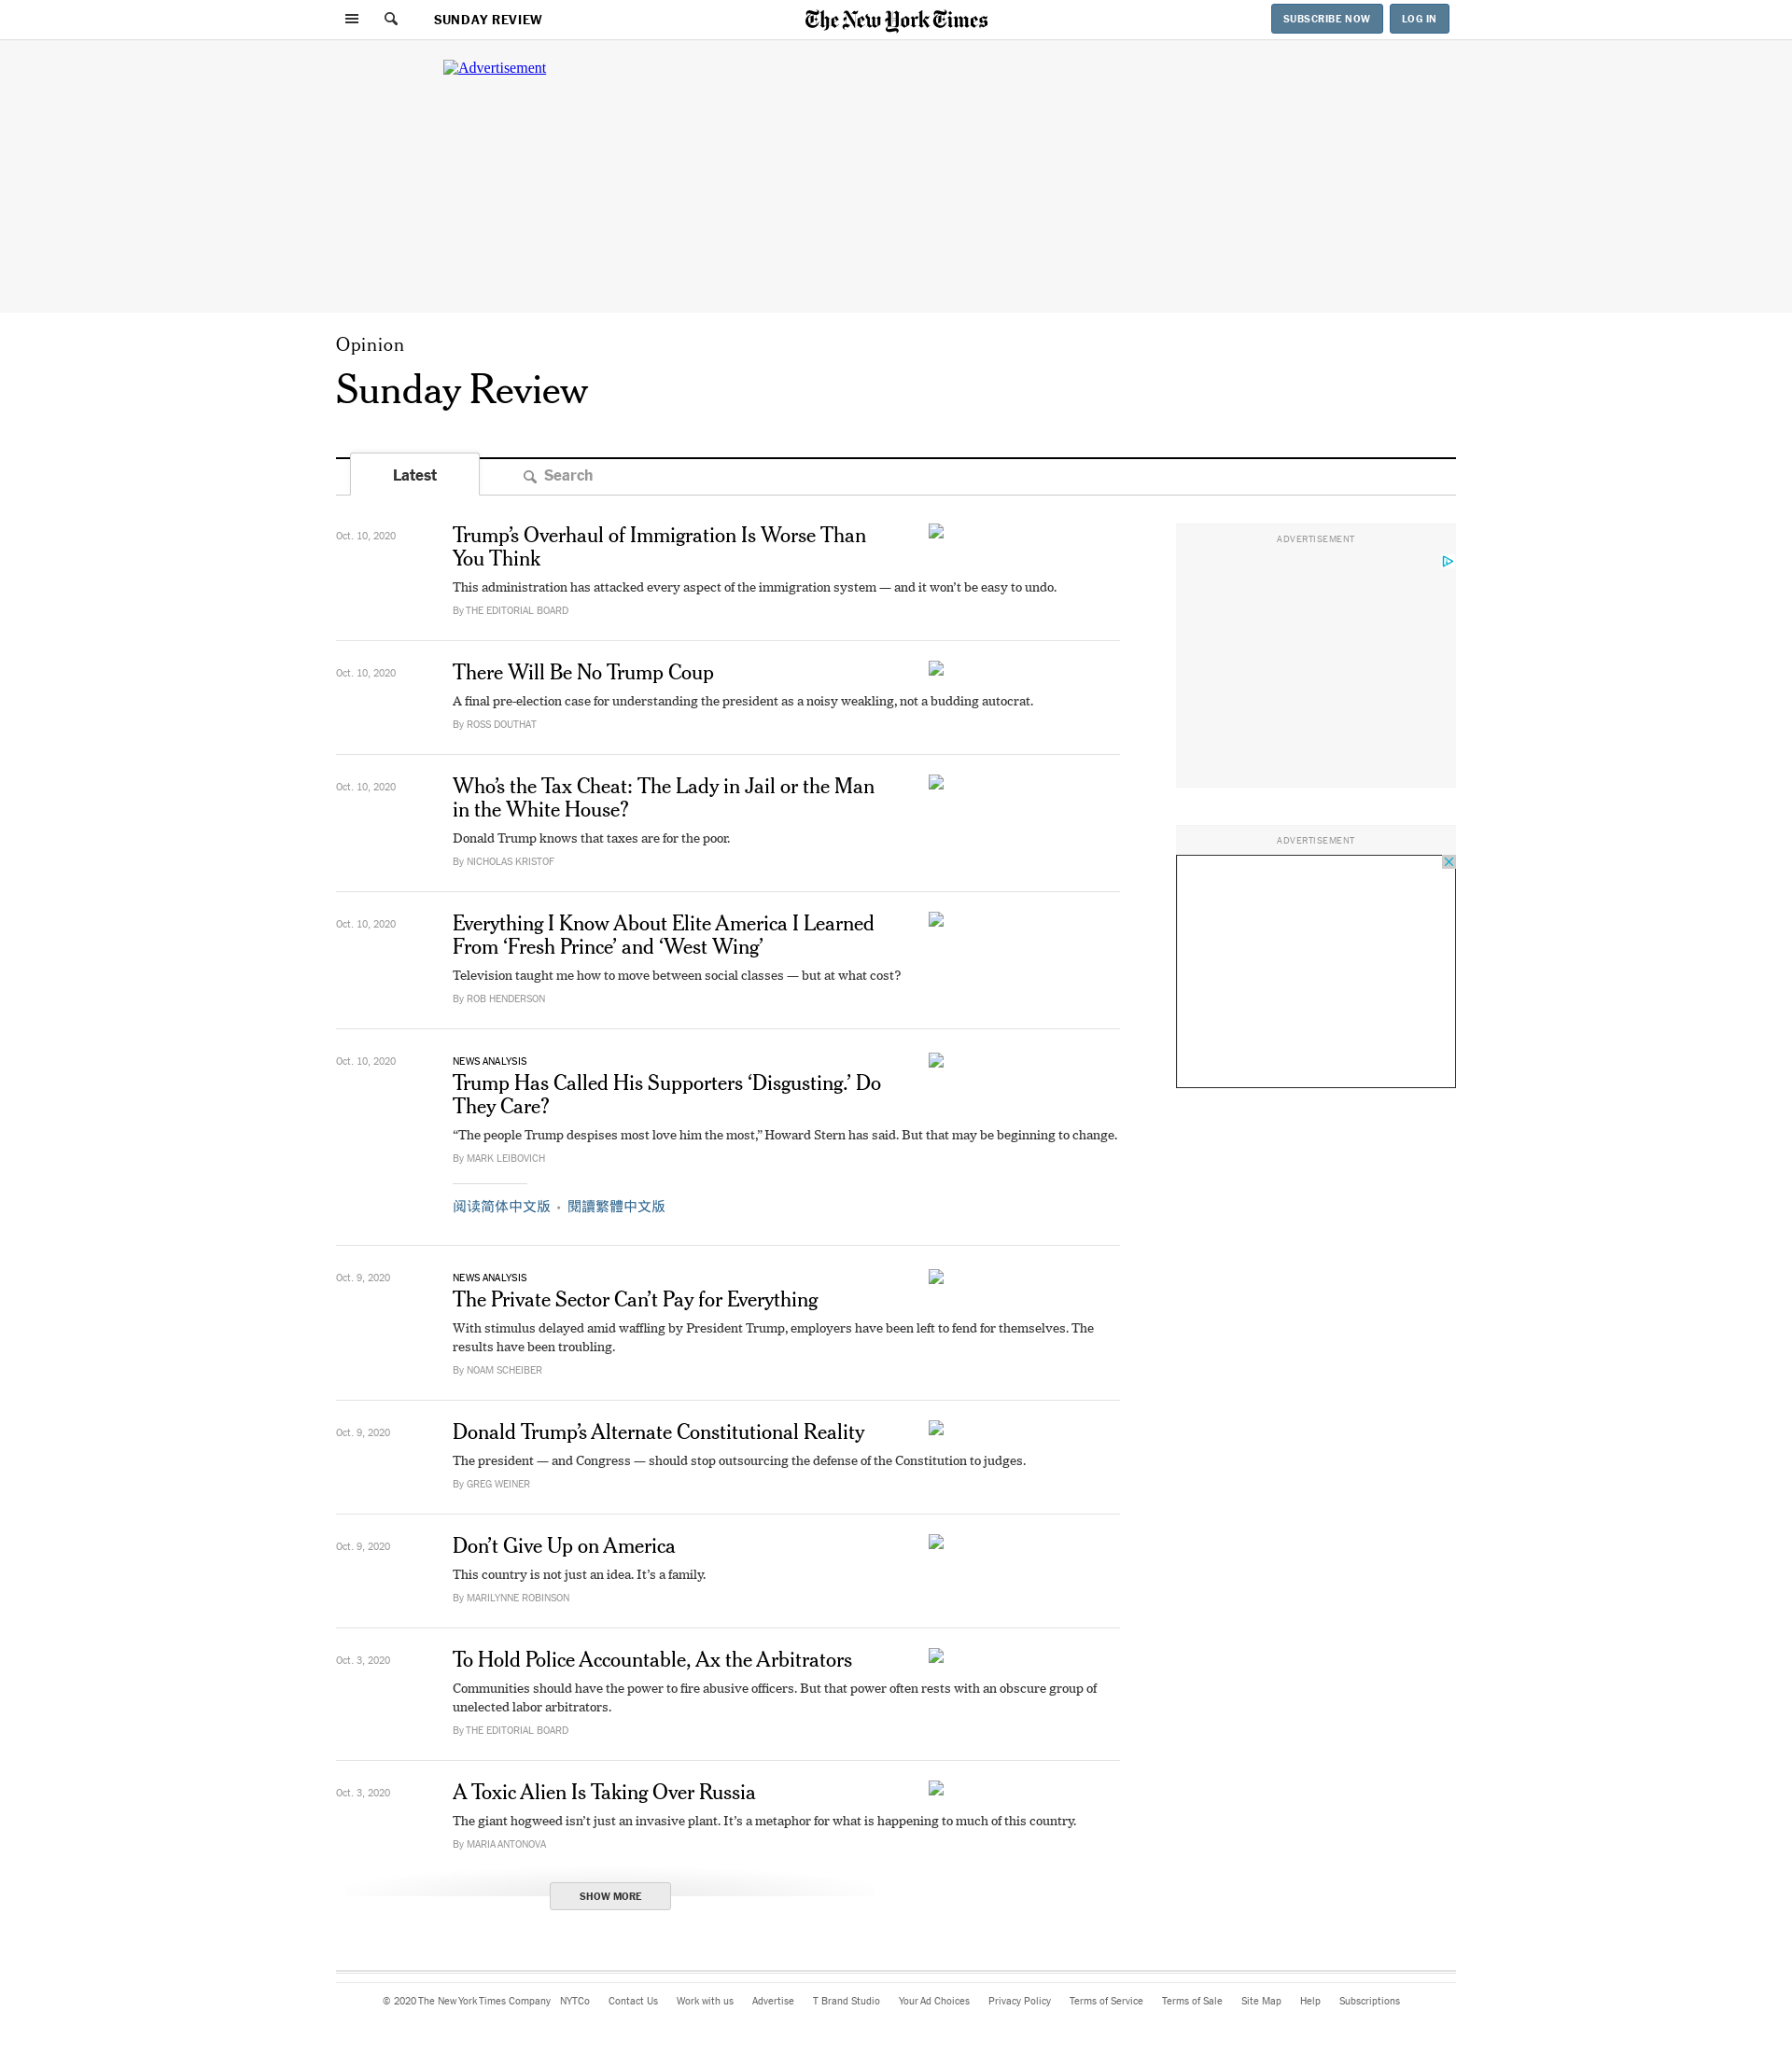 SUNDAY REVIEW
The New York Times
SUBSCRIBE NOW
LOG IN
Advertisement
Opinion
Sunday Review
Latest
Search
Oct. 10, 2020
Trump’s Overhaul of Immigration Is Worse Than
You Think
This administration has attacked every aspect of the immigration system — and it won’t be easy to undo.
By THE EDITORIAL BOARD
Oct. 10, 2020
There Will Be No Trump Coup
A final pre-election case for understanding the president as a noisy weakling, not a budding autocrat.
By ROSS DOUTHAT
Oct. 10, 2020
Who’s the Tax Cheat: The Lady in Jail or the Man
in the White House?
Donald Trump knows that taxes are for the poor.
By NICHOLAS KRISTOF
Oct. 10, 2020
Everything I Know About Elite America I Learned
From ‘Fresh Prince’ and ‘West Wing’
Television taught me how to move between social classes — but at what cost?
By ROB HENDERSON
Oct. 10, 2020
NEWS ANALYSIS
Trump Has Called His Supporters ‘Disgusting.’ Do
They Care?
“The people Trump despises most love him the most,” Howard Stern has said. But that may be beginning to change.
By MARK LEIBOVICH
阅读简体中文版 • 閱讀繁體中文版
Oct. 9, 2020
NEWS ANALYSIS
The Private Sector Can’t Pay for Everything
With stimulus delayed amid waffling by President Trump, employers have been left to fend for themselves. The
results have been troubling.
By NOAM SCHEIBER
Oct. 9, 2020
Donald Trump’s Alternate Constitutional Reality
The president — and Congress — should stop outsourcing the defense of the Constitution to judges.
By GREG WEINER
Oct. 9, 2020
Don’t Give Up on America
This country is not just an idea. It’s a family.
By MARILYNNE ROBINSON
Oct. 3, 2020
To Hold Police Accountable, Ax the Arbitrators
Communities should have the power to fire abusive officers. But that power often rests with an obscure group of
unelected labor arbitrators.
By THE EDITORIAL BOARD
Oct. 3, 2020
A Toxic Alien Is Taking Over Russia
The giant hogweed isn’t just an invasive plant. It’s a metaphor for what is happening to much of this country.
By MARIA ANTONOVA
SHOW MORE
ADVERTISEMENT
ADVERTISEMENT
© 2020 The New York Times Company NYTCo Contact Us Work with us Advertise T Brand Studio Your Ad Choices Privacy Policy Terms of Service Terms of Sale Site Map Help Subscriptions